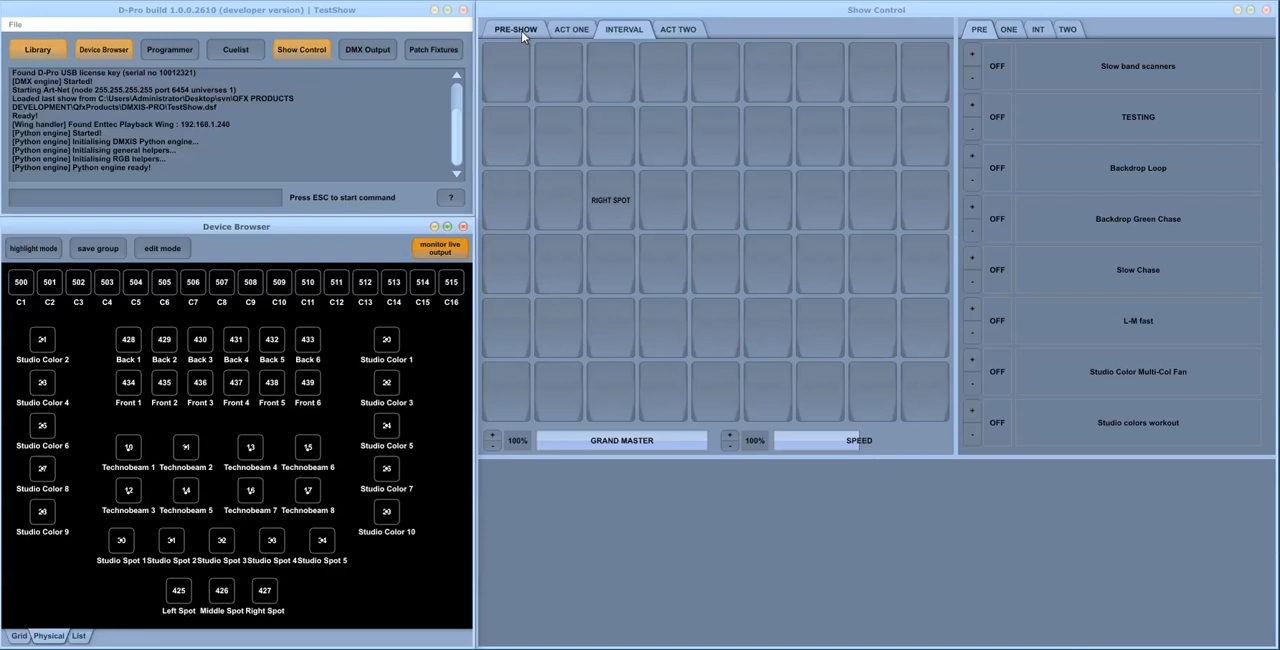 D-Pro build 1.0.0.2610 (developer version) | TestShow
File
Library
Device Browser
Programmer
Cuelist
Show Control
DMX Output
Patch Fixtures
Found D-Pro USB license key (serial no 10012321)
[DMX engine] Started!
Starting Art-Net (node 255.255.255.255 port 6454 universes 1)
Loaded last show from C:\Users\Administrator\Desktop\svn\QFX PRODUCTS
DEVELOPMENT\QfxProducts\DMXIS-PRO\TestShow.dsf
Ready!
[Wing handler] Found Enttec Playback Wing : 192.168.1.240
[Python engine] Started!
[Python engine] Initialising DMXIS Python engine...
[Python engine] Initialising general helpers...
[Python engine] Initialising RGB helpers...
[Python engine] Python engine ready!
Press ESC to start command
?
Device Browser
highlight mode
save group
edit mode
monitor live
output
500 501 502 503 504 505 506 507 508 509 510 511 512 513 514 515
C1 C2 C3 C4 C5 C6 C7 C8 C9 C10 C11 C12 C13 C14 C15 C16
428 429 430 431 432 433
Studio Color 2 Back 1 Back 2 Back 3 Back 4 Back 5 Back 6 Studio Color 1
434 435 436 437 438 439
Studio Color 4 Front 1 Front 2 Front 3 Front 4 Front 5 Front 6 Studio Color 3
Studio Color 6 Studio Color 5
Technobeam 1 Technobeam 2 Technobeam 4 Technobeam 6
Studio Color 8 Studio Color 7
Technobeam 3 Technobeam 5 Technobeam 7 Technobeam 8
Studio Color 9 Studio Color 10
Studio Spot 1 Studio Spot 2 Studio Spot 3 Studio Spot 4 Studio Spot 5
425 426 427
Left Spot Middle Spot Right Spot
Grid Physical List
Show Control
PRE-SHOW ACT ONE INTERVAL ACT TWO
RIGHT SPOT
+
-
100%
GRAND MASTER
+
-
100%
SPEED
PRE ONE INT TWO
+
-
OFF
Slow band scanners
+
-
OFF
TESTING
+
-
OFF
Backdrop Loop
+
-
OFF
Backdrop Green Chase
+
-
OFF
Slow Chase
+
-
OFF
L-M fast
+
-
OFF
Studio Color Multi-Col Fan
+
-
OFF
Studio colors workout